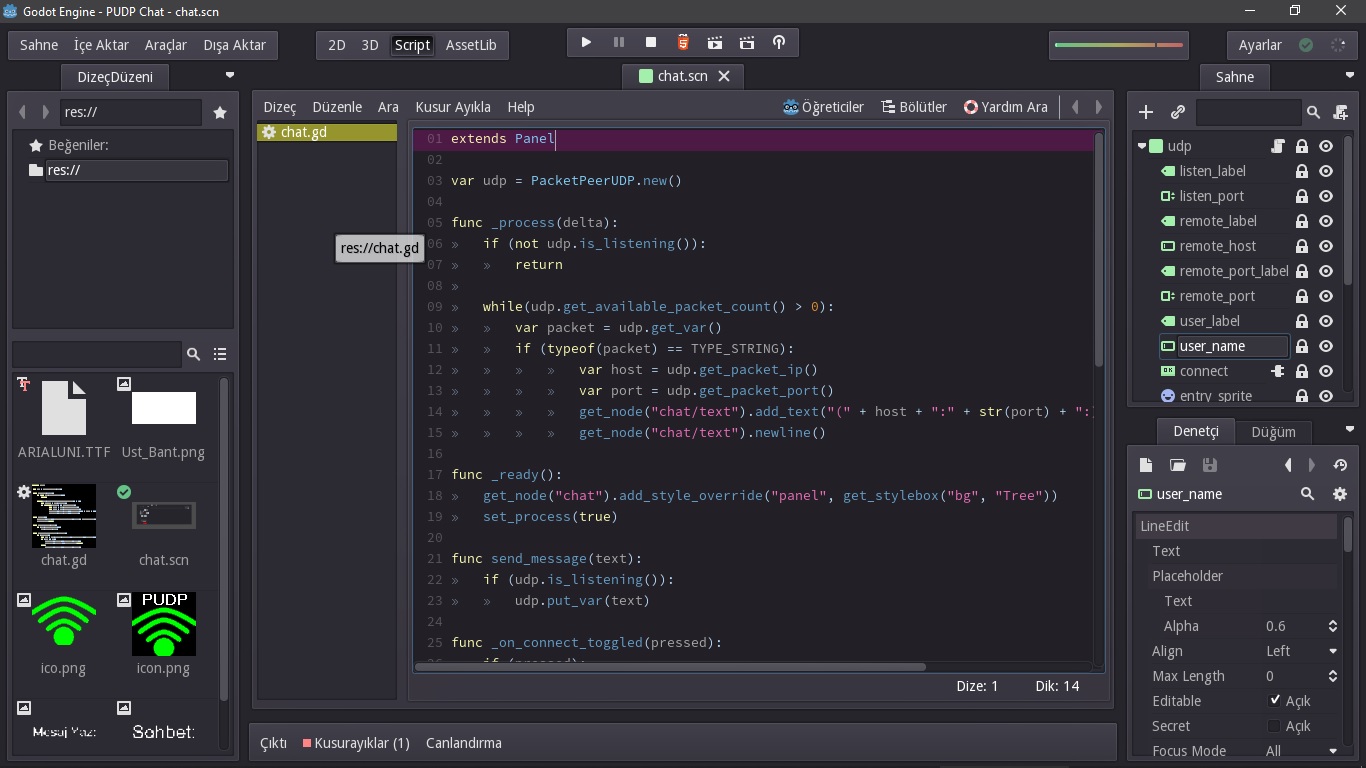 Godot Engine - PUDP Chat - chat.scn
Sahne İçe Aktar Araçlar Dışa Aktar
2D 3D Script AssetLib
Ayarlar
DizeçDüzeni
chat.scn
Sahne
res://
Beğeniler:
res://
ARIALUNI.TTF Ust_Bant.png
chat.gd chat.scn
PUDP
ico.png icon.png
Mesaj Yaz: Sohbet:
Dizeç Düzenle Ara Kusur Ayıkla Help
Öğreticiler Bölütler Yardım Ara
chat.gd
res://chat.gd
01 extends Panel
02
03 var udp = PacketPeerUDP.new()
04
05 func _process(delta):
06 » if (not udp.is_listening()):
07 » » return
08 »
09 » while(udp.get_available_packet_count() > 0):
10 » » var packet = udp.get_var()
11 » » if (typeof(packet) == TYPE_STRING):
12 » » » » var host = udp.get_packet_ip()
13 » » » » var port = udp.get_packet_port()
14 » » » » get_node("chat/text").add_text("(" + host + ":" + str(port) + ":
15 » » » » get_node("chat/text").newline()
16
17 func _ready():
18 » get_node("chat").add_style_override("panel", get_stylebox("bg", "Tree"))
19 » set_process(true)
20
21 func send_message(text):
22 » if (udp.is_listening()):
23 » » udp.put_var(text)
24
25 func _on_connect_toggled(pressed):
Dize: 1 Dik: 14
Çıktı Kusurayıklar (1) Canlandırma
udp
listen_label
listen_port
remote_label
remote_host
remote_port_label
remote_port
user_label
user_name
OK connect
entry_sprite
Denetçi Düğüm
user_name
LineEdit
Text
Placeholder
Text
Alpha 0.6
Align Left
Max Length 0
Editable Açık
Secret Açık
Focus Mode All